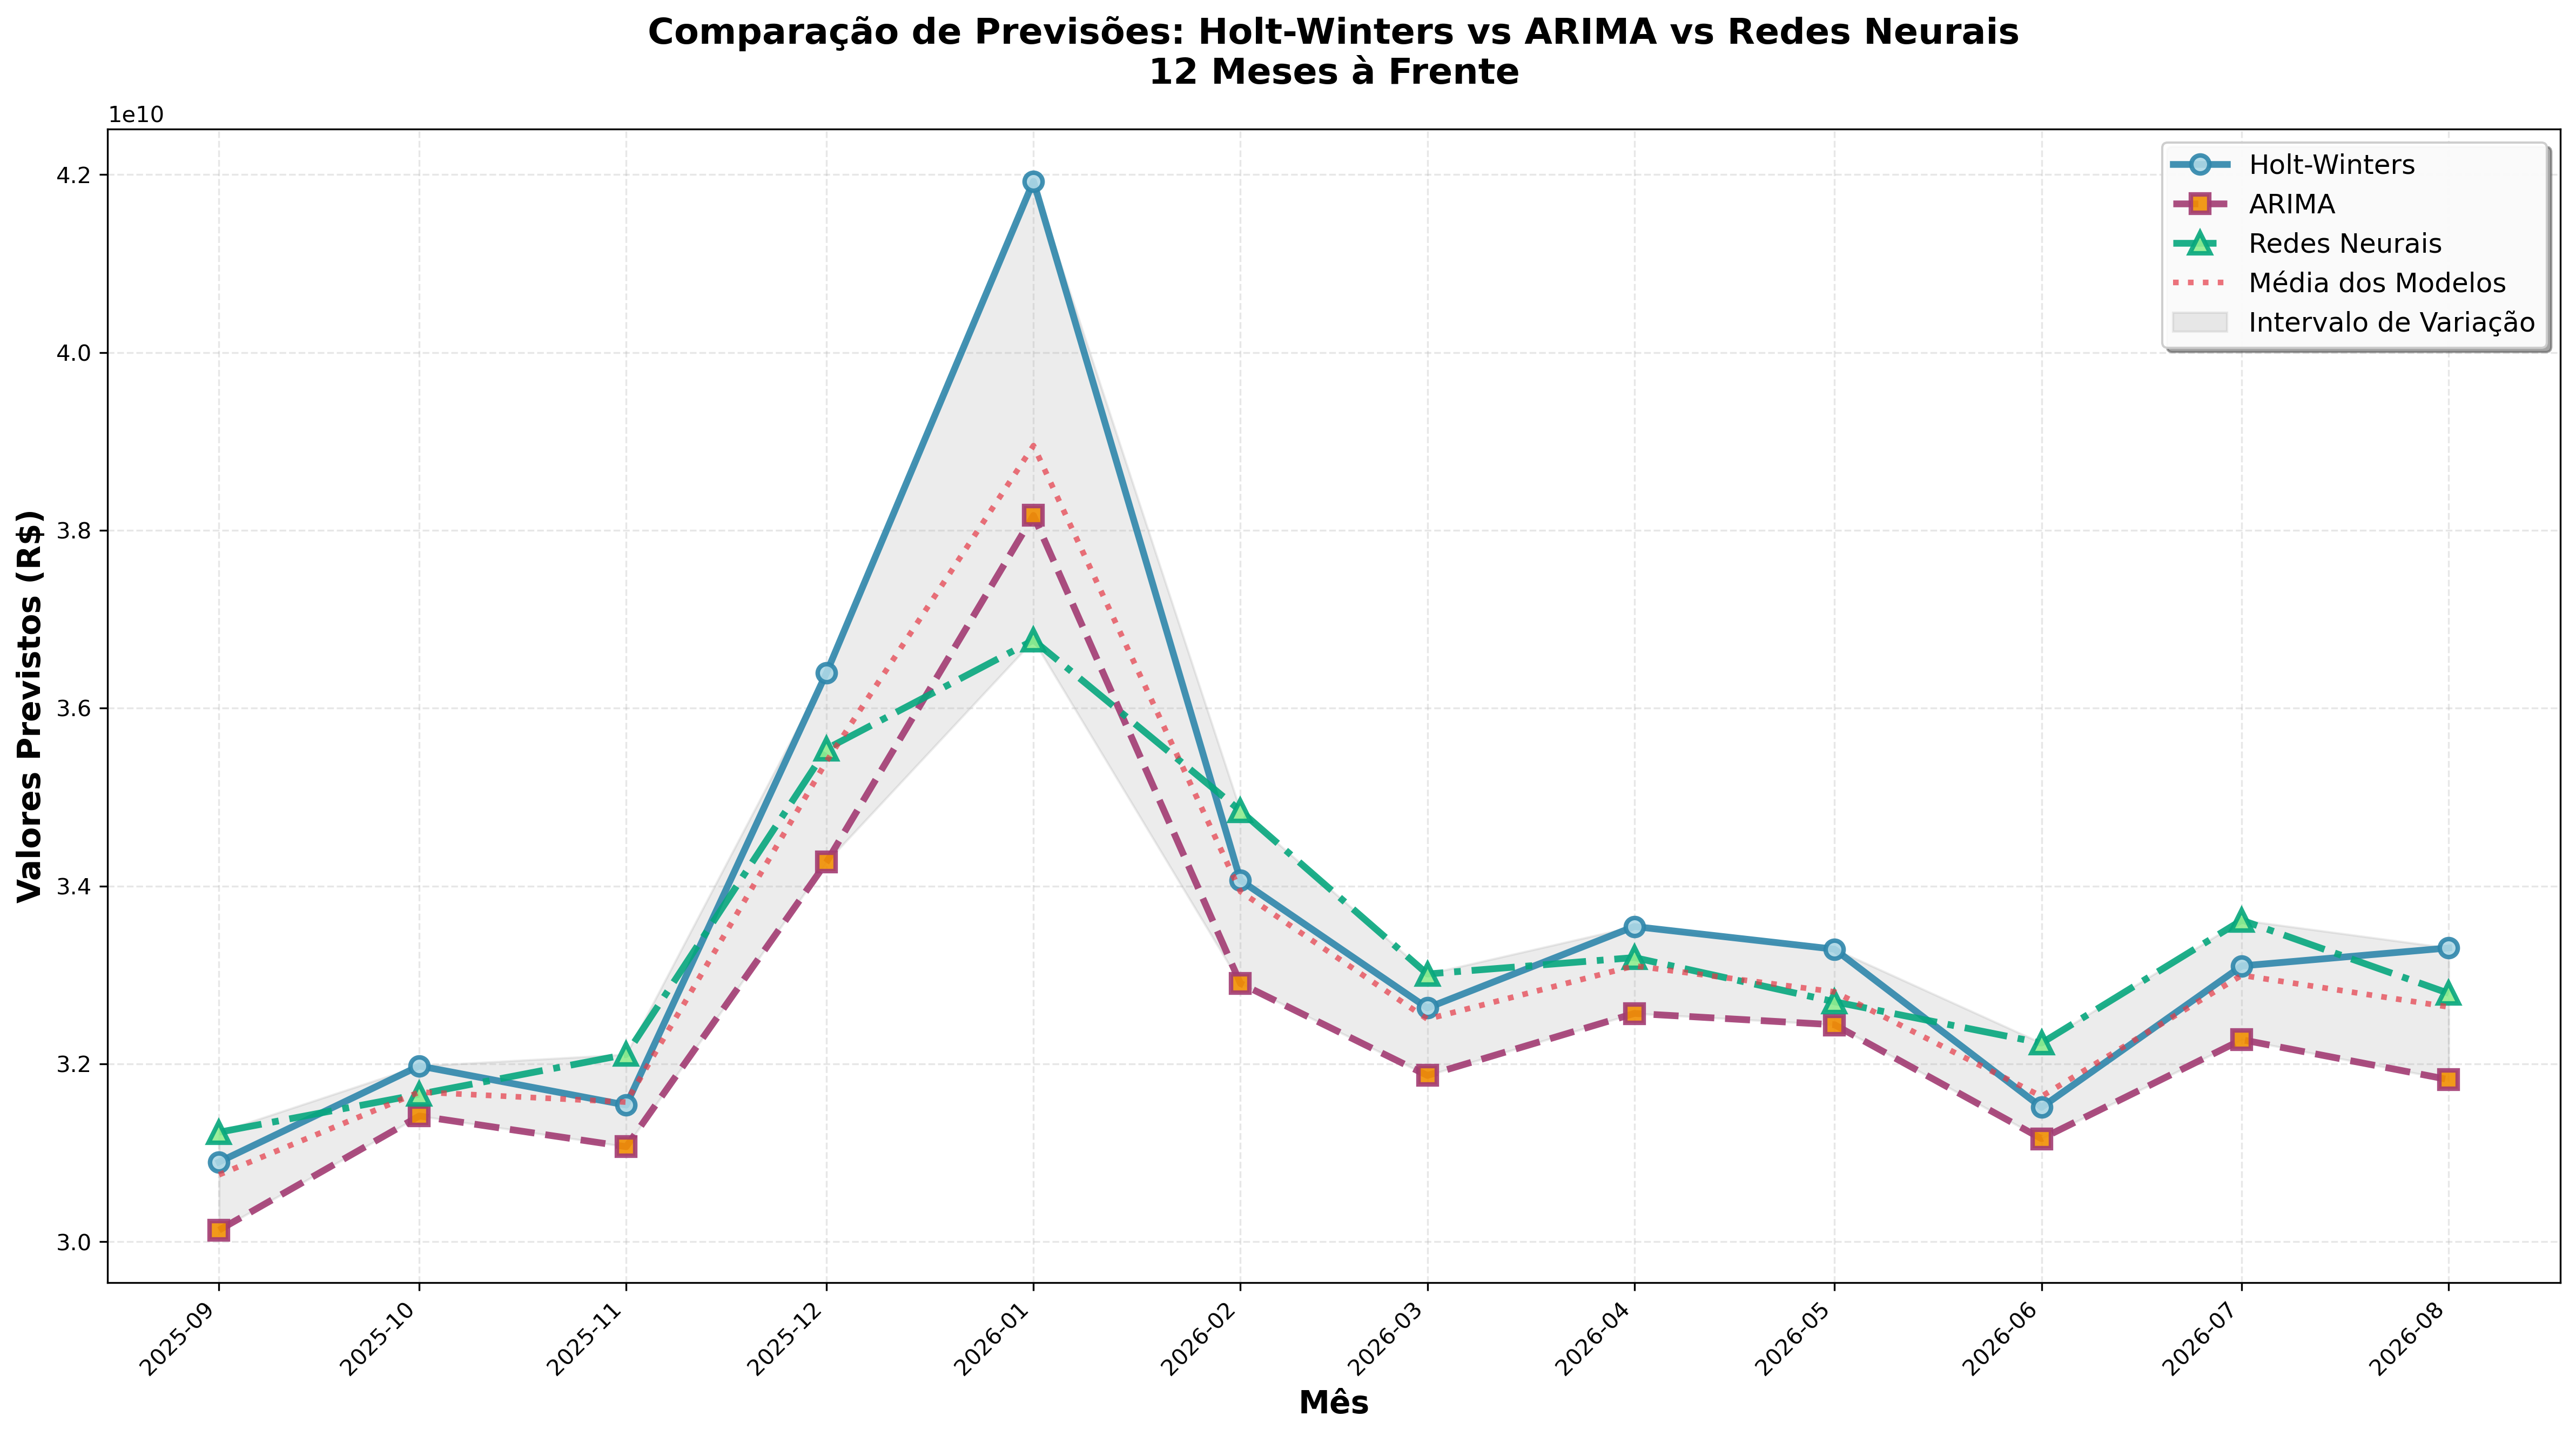 Comparação de Previsões: Holt-Winters vs ARIMA vs Redes Neurais
12 Meses à Frente
1e10
4.2
4.0
3.8
3.6
3.4
3.2
3.0
Valores Previstos (R$)
Holt-Winters
ARIMA
Redes Neurais
Média dos Modelos
Intervalo de Variação
2025-09
2025-10
2025-11
2025-12
2026-01
2026-02
2026-03
2026-04
2026-05
2026-06
2026-07
2026-08
Mês